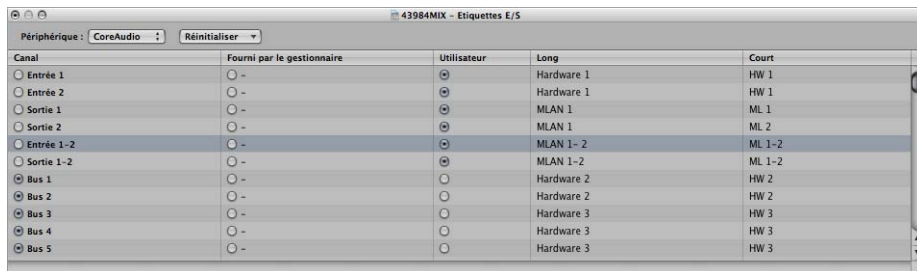 43984MIX – Etiquettes E/S
Périphérique : CoreAudio Réinitialiser
Canal Fourni par le gestionnaire Utilisateur Long Court
Entrée 1 - Hardware 1 HW 1
Entrée 2 - Hardware 1 HW 1
Sortie 1 - MLAN 1 ML 1
Sortie 2 - MLAN 1 ML 2
Entrée 1-2 - MLAN 1- 2 ML 1-2
Sortie 1-2 - MLAN 1-2 ML 1-2
Bus 1 - Hardware 2 HW 2
Bus 2 - Hardware 2 HW 2
Bus 3 - Hardware 3 HW 3
Bus 4 - Hardware 3 HW 3
Bus 5 - Hardware 3 HW 3